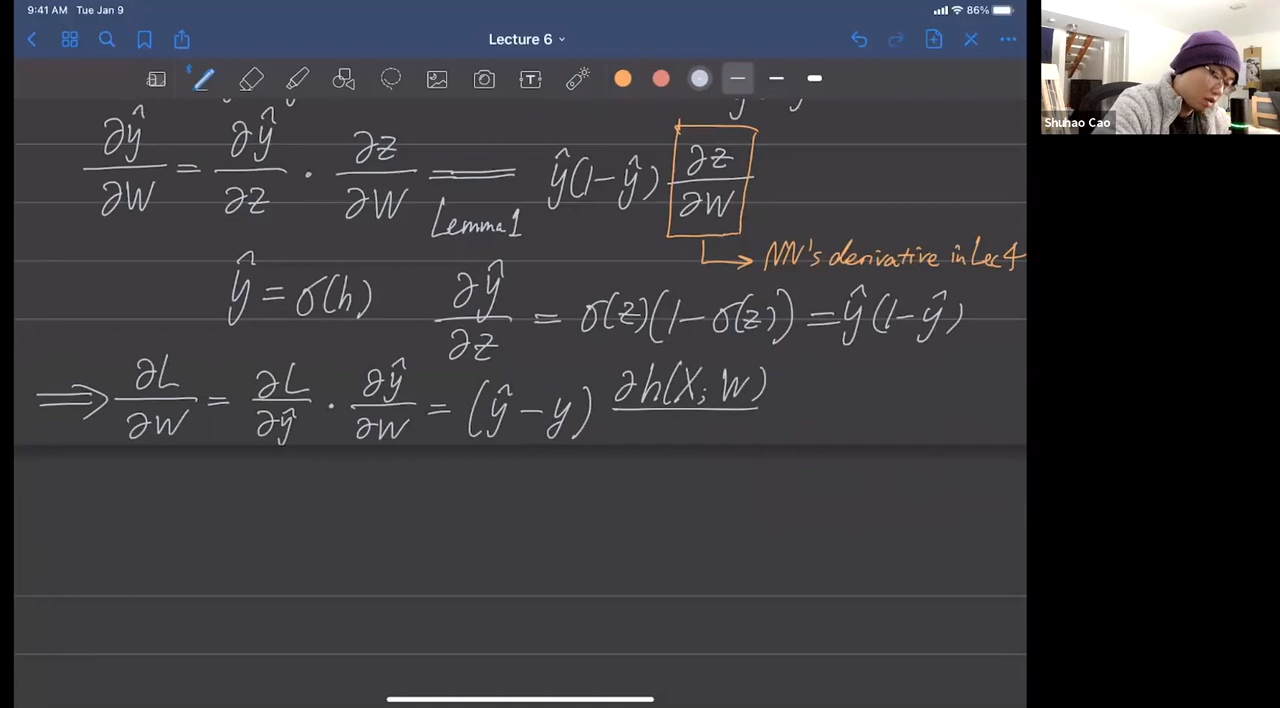 9:41 AM Tue Jan 9
86%
Lecture 6
Shuhao Cao
∂ŷ/∂W = ∂ŷ/∂z · ∂z/∂W = ŷ(1-ŷ) ∂z/∂W
Lemma 1
NN's derivative in Lec 4
ŷ = σ(h) ∂ŷ/∂z = σ(z)(1-σ(z)) = ŷ(1-ŷ)
⟹ ∂L/∂W = ∂L/∂ŷ · ∂ŷ/∂W = (ŷ-y) ∂h(X; W)